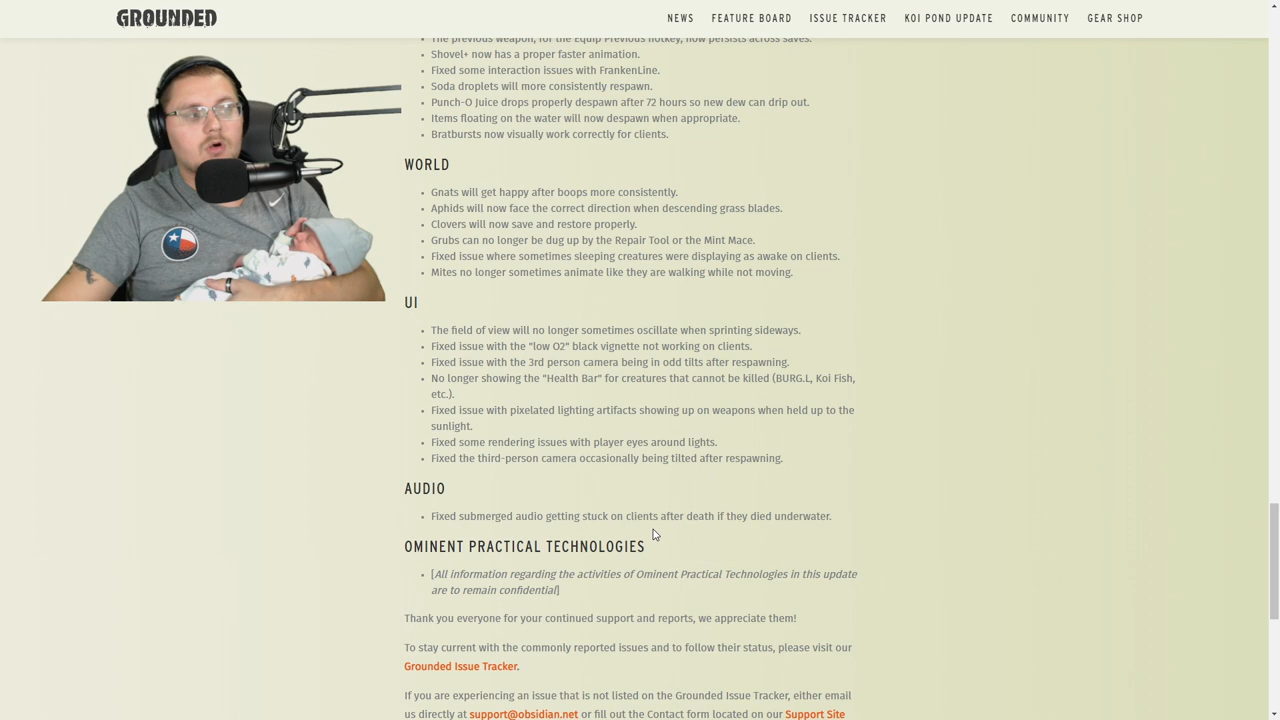 GROUNDED
NEWS FEATURE BOARD ISSUE TRACKER KOI POND UPDATE COMMUNITY GEAR SHOP
The previous weapon, for the Equip Previous hotkey, now persists across saves.
• Shovel+ now has a proper faster animation.
• Fixed some interaction issues with FrankenLine.
• Soda droplets will more consistently respawn.
• Punch-O Juice drops properly despawn after 72 hours so new dew can drip out.
• Items floating on the water will now despawn when appropriate.
• Bratbursts now visually work correctly for clients.
WORLD
• Gnats will get happy after boops more consistently.
• Aphids will now face the correct direction when descending grass blades.
• Clovers will now save and restore properly.
• Grubs can no longer be dug up by the Repair Tool or the Mint Mace.
• Fixed issue where sometimes sleeping creatures were displaying as awake on clients.
• Mites no longer sometimes animate like they are walking while not moving.
UI
• The field of view will no longer sometimes oscillate when sprinting sideways.
• Fixed issue with the "low O2" black vignette not working on clients.
• Fixed issue with the 3rd person camera being in odd tilts after respawning.
• No longer showing the "Health Bar" for creatures that cannot be killed (BURG.L, Koi Fish,
etc.).
• Fixed issue with pixelated lighting artifacts showing up on weapons when held up to the
sunlight.
• Fixed some rendering issues with player eyes around lights.
• Fixed the third-person camera occasionally being tilted after respawning.
AUDIO
• Fixed submerged audio getting stuck on clients after death if they died underwater.
OMINENT PRACTICAL TECHNOLOGIES
• [All information regarding the activities of Ominent Practical Technologies in this update
are to remain confidential]
Thank you everyone for your continued support and reports, we appreciate them!
To stay current with the commonly reported issues and to follow their status, please visit our
Grounded Issue Tracker.
If you are experiencing an issue that is not listed on the Grounded Issue Tracker, either email
us directly at support@obsidian.net or fill out the Contact form located on our Support Site